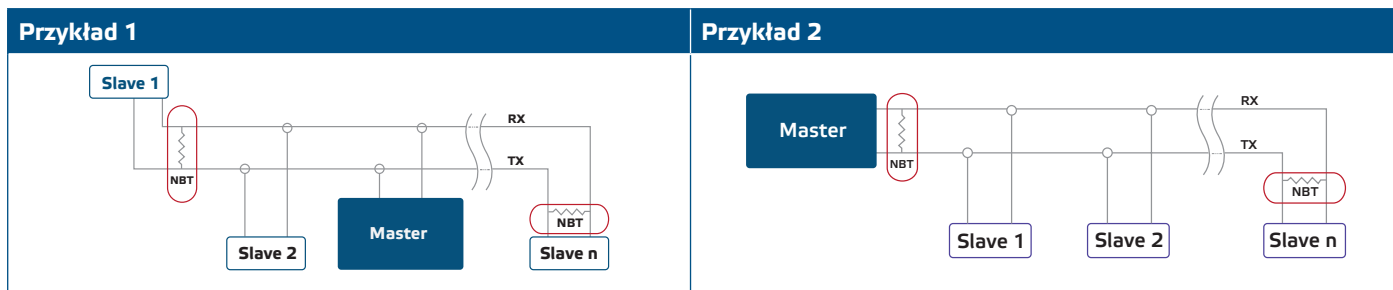 Przykład 1
Slave 1
RX
TX
NBT
NBT
Master
Slave 2
Slave n
Przykład 2
Master
RX
TX
NBT
NBT
Slave 1
Slave 2
Slave n